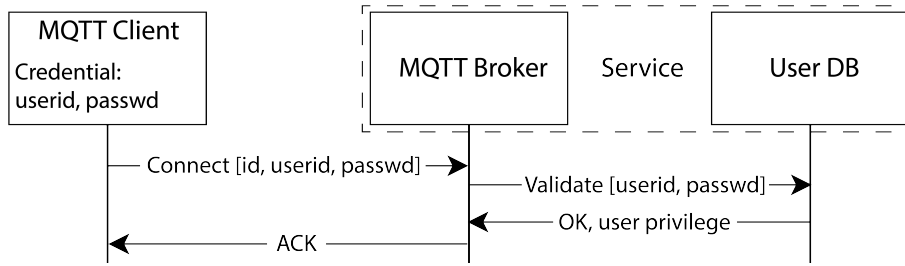 MQTT Client
Credential:
userid, passwd
MQTT Broker
Service
User DB
Connect [id, userid, passwd]
Validate [userid, passwd]
OK, user privilege
ACK